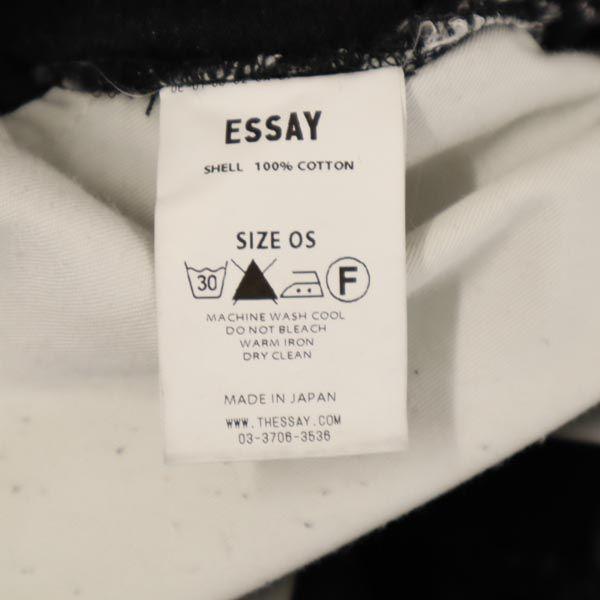 ESSAY
SHELL 100% COTTON
SIZE OS
30 F
MACHINE WASH COOL
DO NOT BLEACH
WARM IRON
DRY CLEAN
MADE IN JAPAN
WWW.THESSAY.COM
03-3706-3536